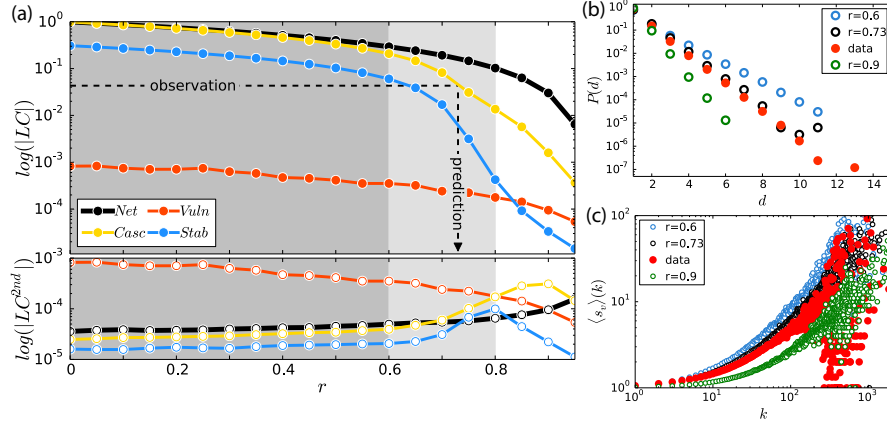 (a)
10^0
10^-1
10^-2
10^-3
10^-4
10^-5
log(|LC|)
observation
prediction
Net
Vuln
Casc
Stab
10^-3
10^-4
10^-5
log(|LC^2nd|)
0 0.2 0.4 0.6 0.8
r
(b)
10^0
10^-1
10^-2
10^-3
10^-4
10^-5
10^-6
10^-7
P(d)
r=0.6
r=0.73
data
r=0.9
2 4 6 8 10 12 14
d
(c)
10^2
10^1
10^0
⟨s_v⟩(k)
r=0.6
r=0.73
data
r=0.9
10^0 10^1 10^2 10^3
k